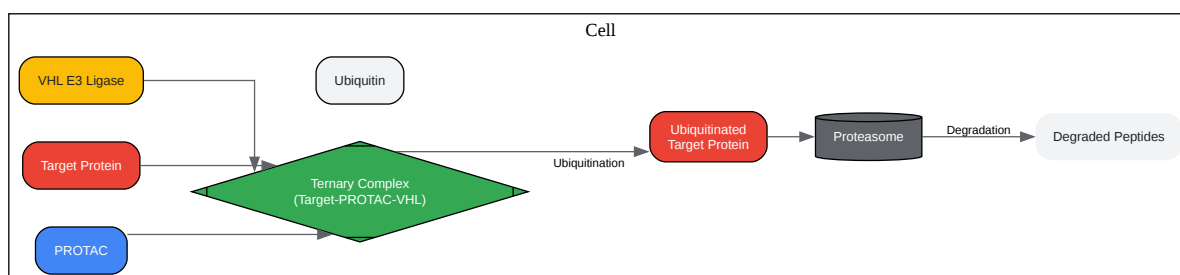 Cell
VHL E3 Ligase
Ubiquitin
Target Protein
Ternary Complex
(Target-PROTAC-VHL)
PROTAC
Ubiquitination
Ubiquitinated
Target Protein
Proteasome
Degradation
Degraded Peptides